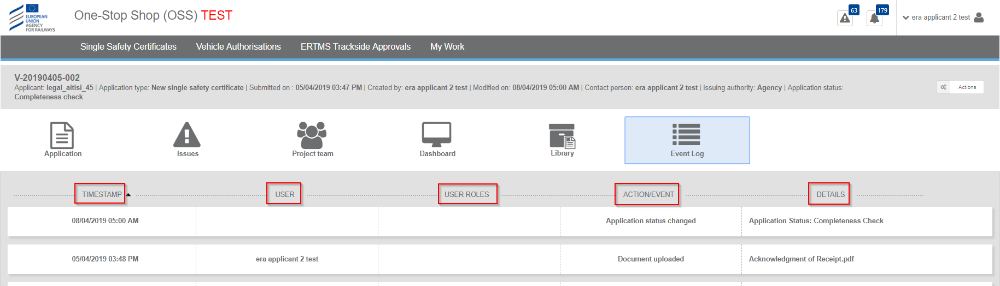 EUROPEAN
UNION
AGENCY
FOR RAILWAYS
One-Stop Shop (OSS) TEST
63
179
era applicant 2 test
Single Safety Certificates
Vehicle Authorisations
ERTMS Trackside Approvals
My Work
V-20190405-002
Applicant: legal_aitisi_45 | Application type: New single safety certificate | Submitted on : 05/04/2019 03:47 PM | Created by: era applicant 2 test | Modified on: 08/04/2019 05:00 AM | Contact person: era applicant 2 test | Issuing authority: Agency | Application status:
Completeness check
Actions
Application
Issues
Project team
Dashboard
Library
Event Log
TIMESTAMP
USER
USER ROLES
ACTION/EVENT
DETAILS
08/04/2019 05:00 AM
Application status changed
Application Status: Completeness Check
05/04/2019 03:48 PM
era applicant 2 test
Document uploaded
Acknowledgment of Receipt.pdf